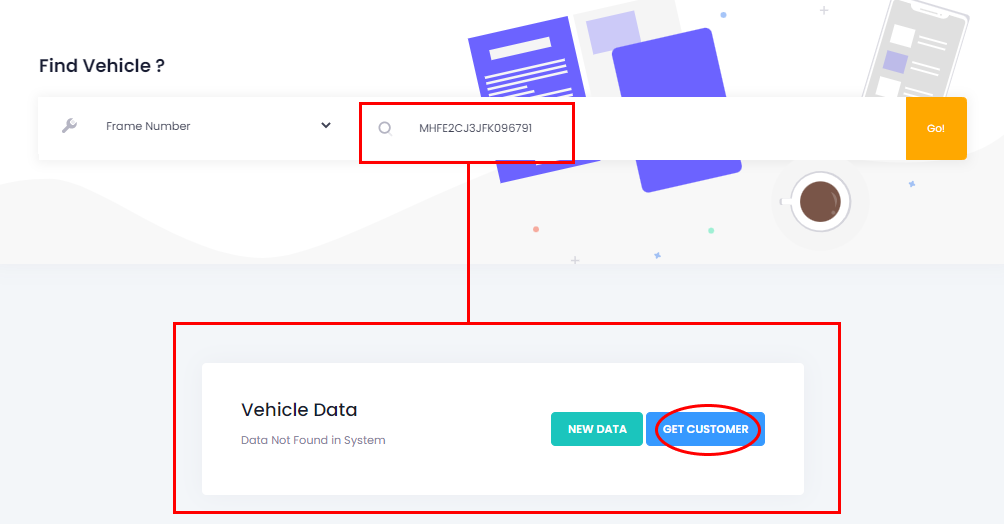 Find Vehicle ?
Frame Number
MHFE2CJ3JFK096791
Go!
Vehicle Data
Data Not Found in System
NEW DATA
GET CUSTOMER